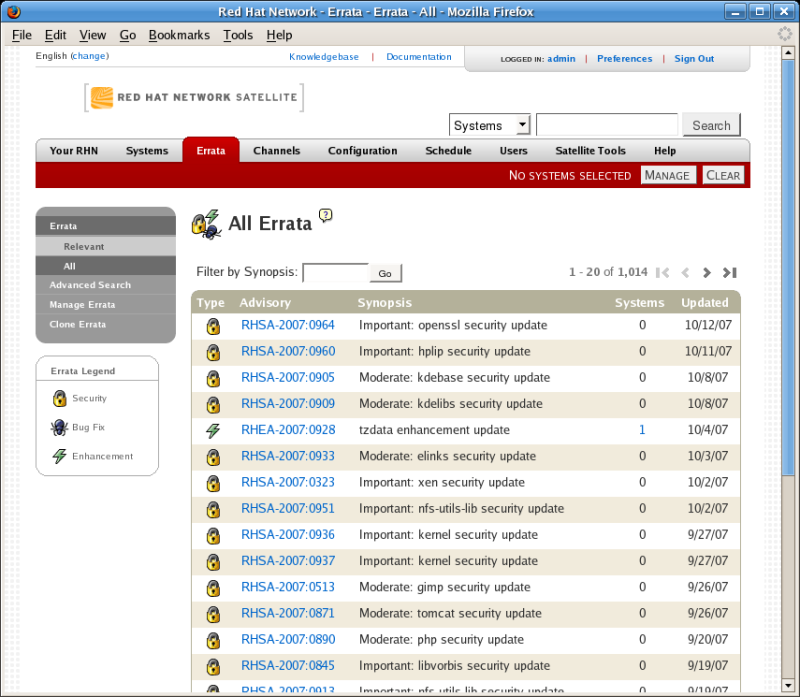 Red Hat Network - Errata - Errata - All - Mozilla Firefox
File Edit View Go Bookmarks Tools Help
English (change) Knowledgebase | Documentation LOGGED IN: admin | Preferences | Sign Out
RED HAT NETWORK SATELLITE
Systems Search
Your RHN Systems Errata Channels Configuration Schedule Users Satellite Tools Help
NO SYSTEMS SELECTED MANAGE CLEAR
Errata
Relevant
All
Advanced Search
Manage Errata
Clone Errata
Errata Legend
Security
Bug Fix
Enhancement
All Errata ?
Filter by Synopsis: Go 1 - 20 of 1,014
Type Advisory Synopsis Systems Updated
RHSA-2007:0964 Important: openssl security update 0 10/12/07
RHSA-2007:0960 Important: hplip security update 0 10/11/07
RHSA-2007:0905 Moderate: kdebase security update 0 10/8/07
RHSA-2007:0909 Moderate: kdelibs security update 0 10/8/07
RHEA-2007:0928 tzdata enhancement update 1 10/4/07
RHSA-2007:0933 Moderate: elinks security update 0 10/3/07
RHSA-2007:0323 Important: xen security update 0 10/2/07
RHSA-2007:0951 Important: nfs-utils-lib security update 0 10/2/07
RHSA-2007:0936 Important: kernel security update 0 9/27/07
RHSA-2007:0937 Important: kernel security update 0 9/27/07
RHSA-2007:0513 Moderate: gimp security update 0 9/26/07
RHSA-2007:0871 Moderate: tomcat security update 0 9/26/07
RHSA-2007:0890 Moderate: php security update 0 9/20/07
RHSA-2007:0845 Important: libvorbis security update 0 9/19/07
RHSA-2007:0913 Important: nfs-utils-lib security update 0 9/19/07